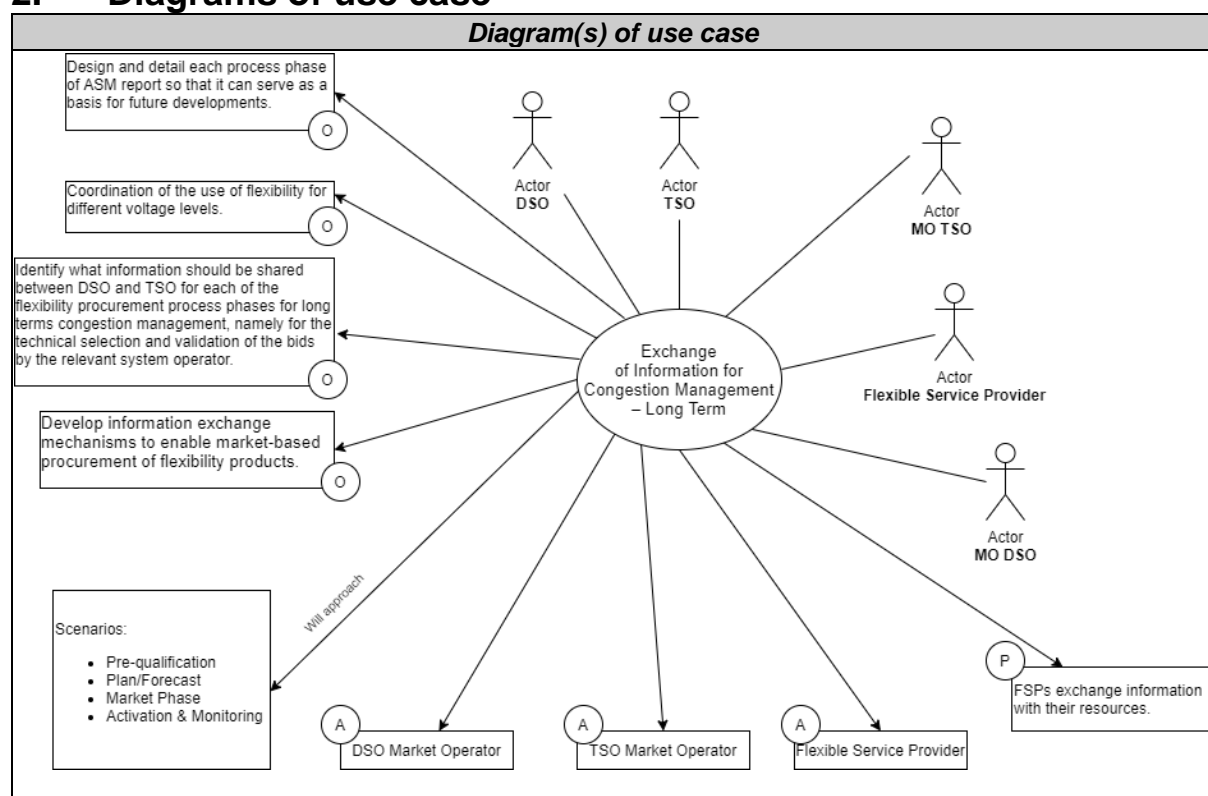 2. Diagrams of use case
Diagram(s) of use case
Design and detail each process phase
of ASM report so that it can serve as a
basis for future developments.
O
Actor
DSO
Actor
TSO
Actor
MO TSO
Coordination of the use of flexibility for
different voltage levels.
O
Identify what information should be shared
between DSO and TSO for each of the
flexibility procurement process phases for long
terms congestion management, namely for the
technical selection and validation of the bids
by the relevant system operator.
O
Exchange
of Information for
Congestion Management
– Long Term
Actor
Flexible Service Provider
Develop information exchange
mechanisms to enable market-based
procurement of flexibility products.
O
Actor
MO DSO
Will approach
Scenarios:
• Pre-qualification
• Plan/Forecast
• Market Phase
• Activation & Monitoring
A
DSO Market Operator
A
TSO Market Operator
A
Flexible Service Provider
P
FSPs exchange information
with their resources.